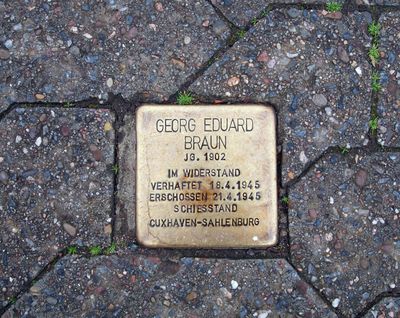 GEORG EDUARD
BRAUN
JG. 1902
IM WIDERSTAND
VERHAFTET 18.4.1945
ERSCHOSSEN 21.4.1945
SCHIESSTAND
CUXHAVEN-SAHLENBURG